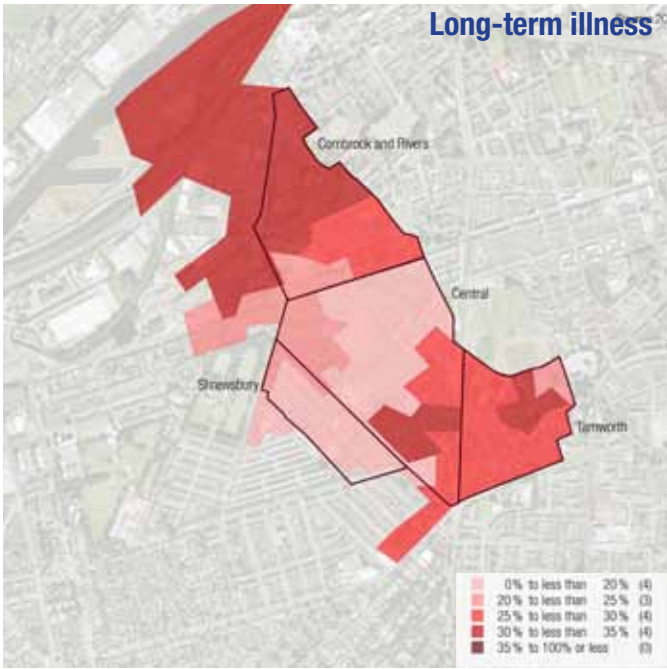 Long-term illness
Cornbrock and Rivers
Central
Shrewsbury
Tamworth
0% to less than 20% (4)
20% to less than 25% (3)
25% to less than 30% (4)
30% to less than 35% (4)
35% to 100% or less (0)